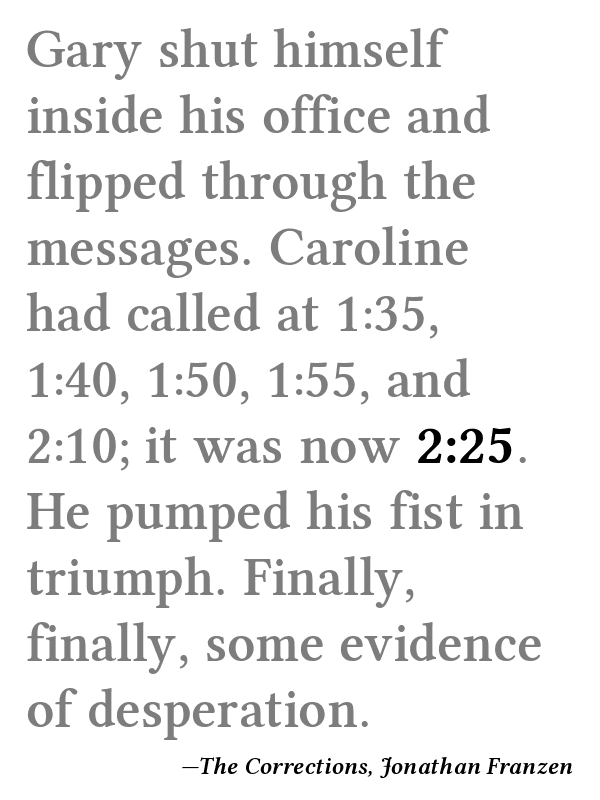 Gary shut himself
inside his office and
flipped through the
messages. Caroline
had called at 1:35,
1:40, 1:50, 1:55, and
2:10; it was now 2:25.
He pumped his fist in
triumph. Finally,
finally, some evidence
of desperation.
—The Corrections, Jonathan Franzen